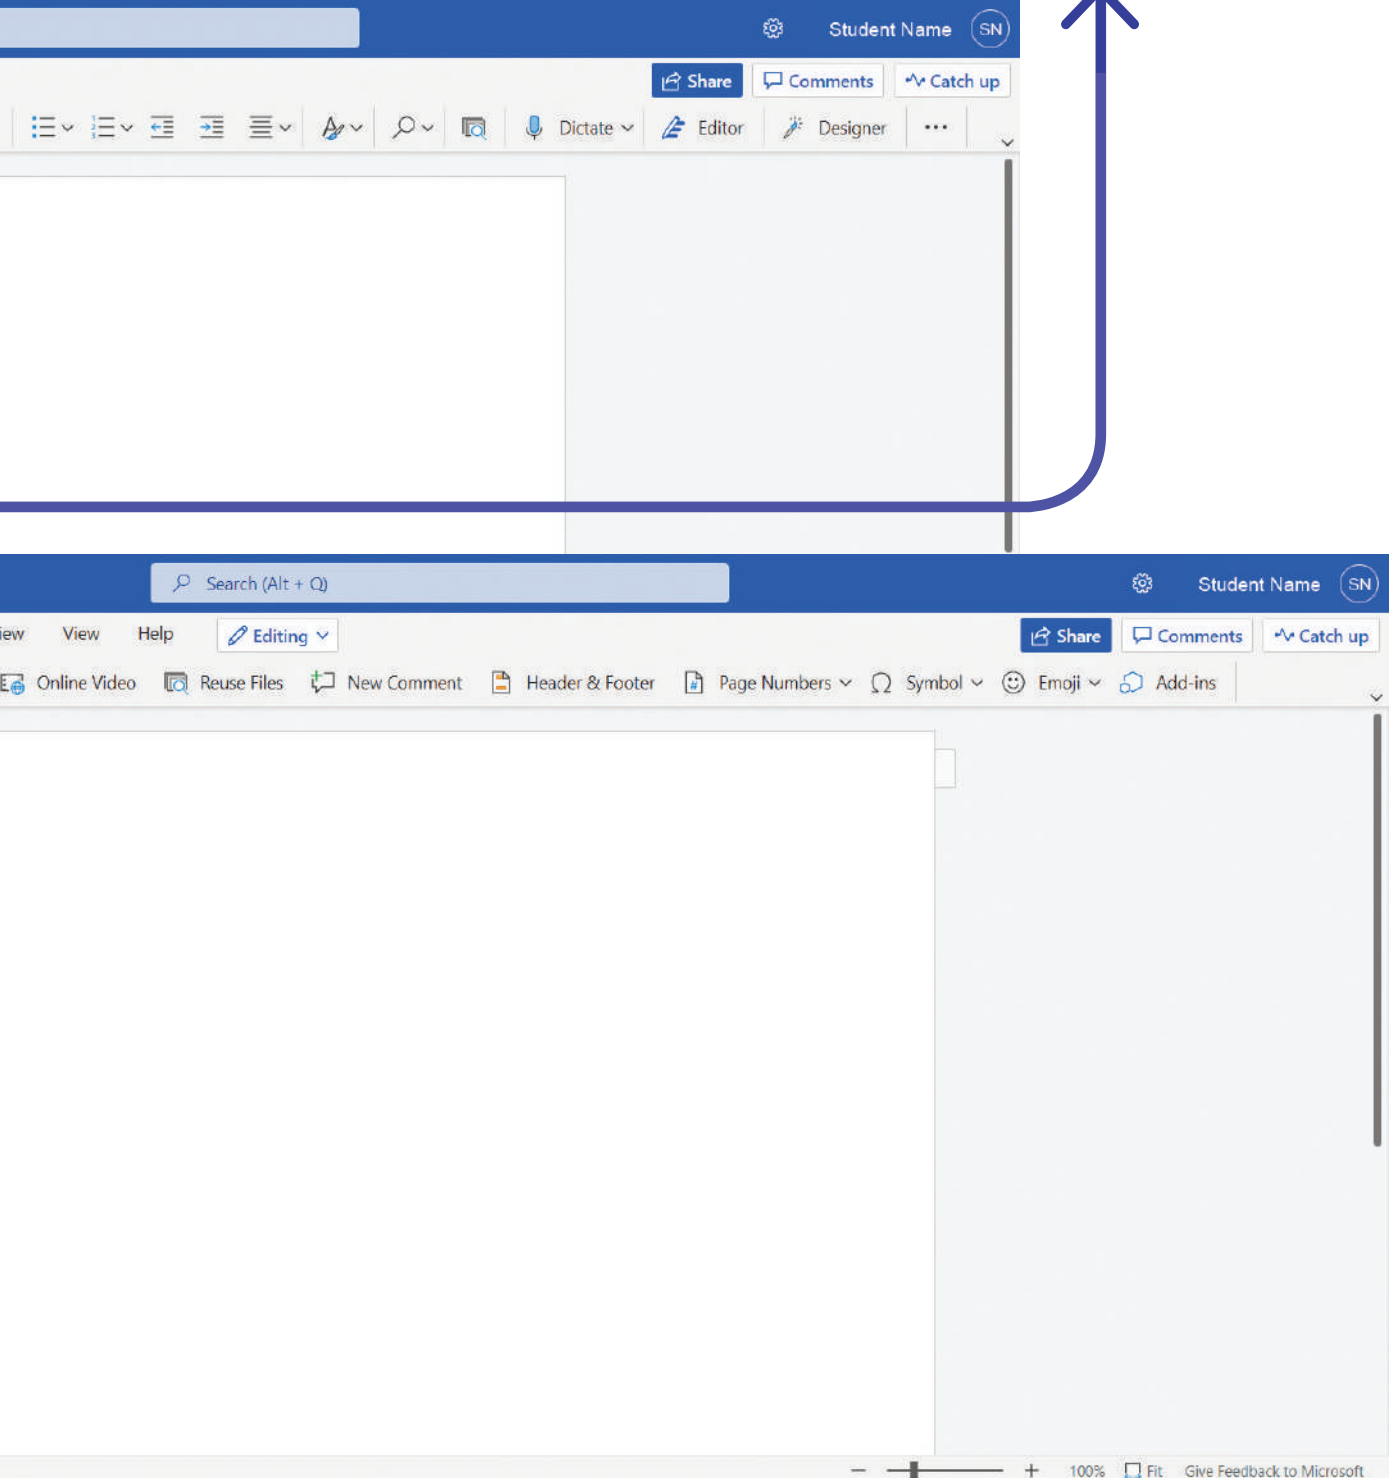 Student Name SN
Share Comments Catch up
Dictate Editor Designer
Search (Alt + Q) Student Name SN
iew View Help Editing Share Comments Catch up
Online Video Reuse Files New Comment Header & Footer Page Numbers Symbol Emoji Add-ins
100% Fit Give Feedback to Microsoft